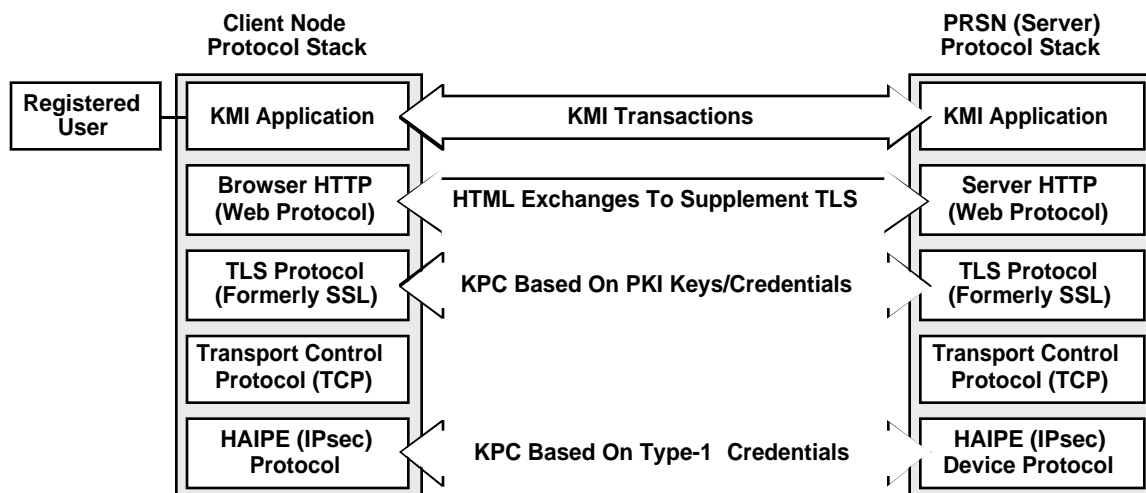 Client Node
Protocol Stack
PRSN (Server)
Protocol Stack
Registered
User
KMI Application
KMI Transactions
KMI Application
Browser HTTP
(Web Protocol)
HTML Exchanges To Supplement TLS
Server HTTP
(Web Protocol)
TLS Protocol
(Formerly SSL)
KPC Based On PKI Keys/Credentials
TLS Protocol
(Formerly SSL)
Transport Control
Protocol (TCP)
Transport Control
Protocol (TCP)
HAIPE (IPsec)
Protocol
KPC Based On Type-1 Credentials
HAIPE (IPsec)
Device Protocol